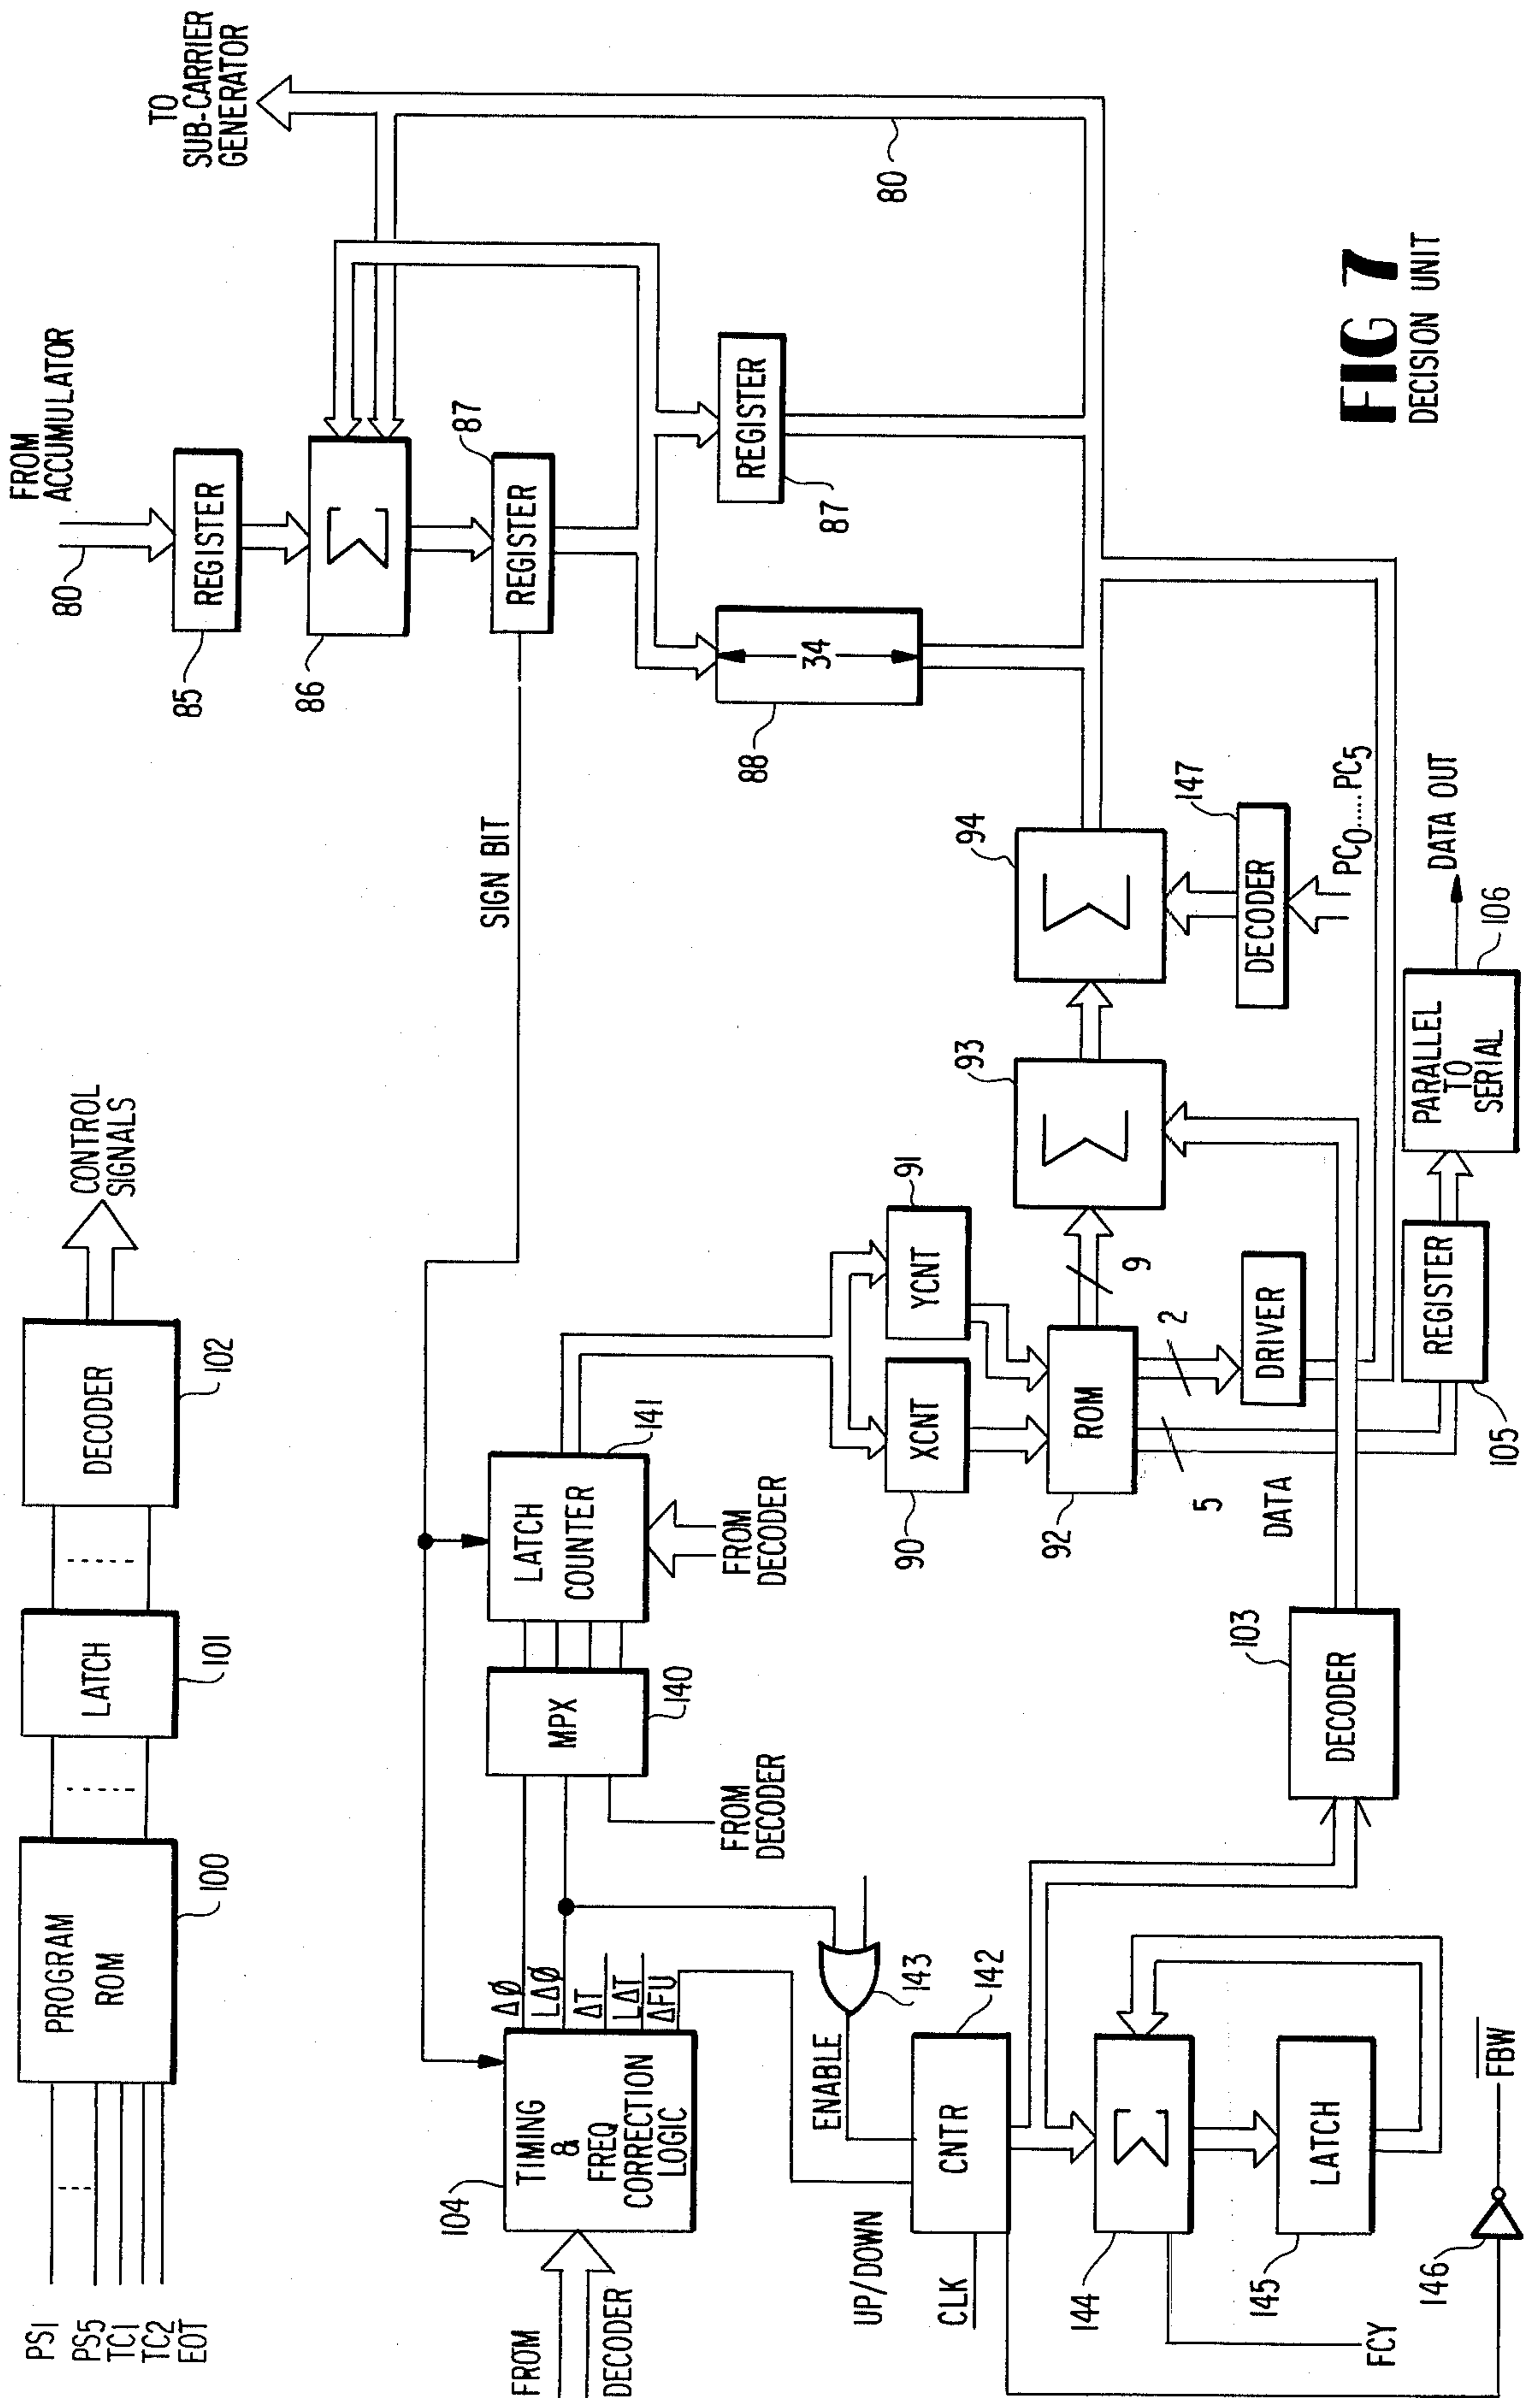 PS1
PS5
TC1
TC2
EOT
PROGRAM
ROM
100
LATCH
101
DECODER
102
CONTROL
SIGNALS
FROM
ACCUMULATOR
80
REGISTER
85
Σ
86
REGISTER
87
TO
SUB-CARRIER
GENERATOR
SIGN BIT
34
88
REGISTER
87
80
FROM
DECODER
104
TIMING
&
FREQ
CORRECTION
LOGIC
ΔØ
LΔØ
ΔT
LΔT
ΔFU
MPX
140
FROM
DECODER
LATCH
COUNTER
141
FROM
DECODER
XCNT
90
YCNT
91
ROM
92
9
2
5
DATA
DRIVER
Σ
93
Σ
94
DECODER
147
PC0.....PC5
UP/DOWN
ENABLE
143
CLK
CNTR
142
Σ
144
LATCH
145
FCY
146
FBW
DECODER
103
REGISTER
105
PARALLEL
TO
SERIAL
106
DATA OUT
FIG 7
DECISION UNIT